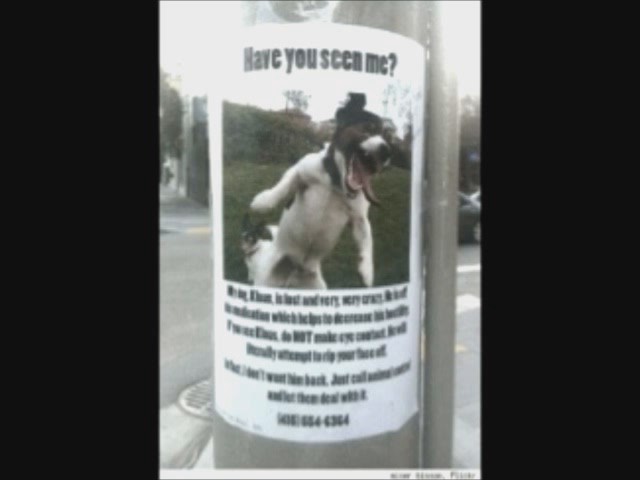 Have you seen me?
My dog, Klaus, is lost and very, very crazy. He is off
his medication which helps to decrease his hostility.
If you see Klaus, do NOT make eye contact. He will
literally attempt to rip your face off.
In fact, I don't want him back. Just call animal control
and let them deal with it.
(416) 654-6364
Flickr